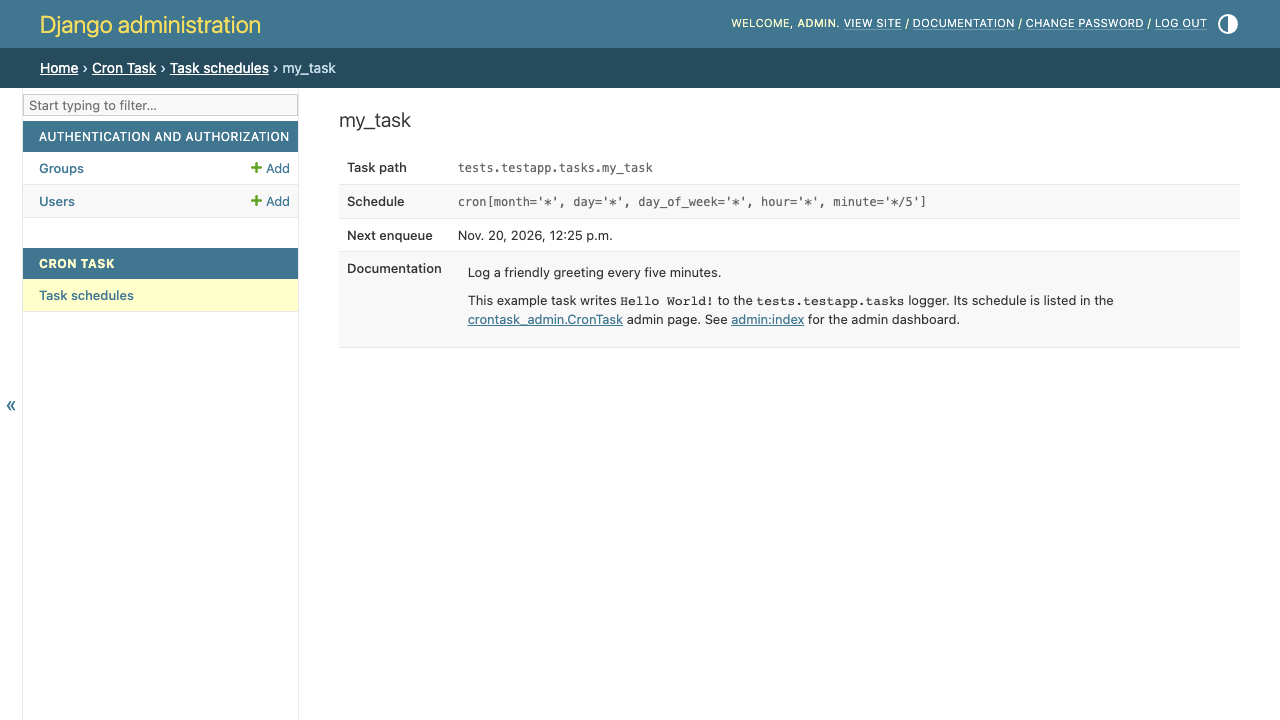 Django administration
WELCOME, ADMIN. VIEW SITE / DOCUMENTATION / CHANGE PASSWORD / LOG OUT
Home › Cron Task › Task schedules › my_task
Start typing to filter…
AUTHENTICATION AND AUTHORIZATION
Groups Add
Users Add
CRON TASK
Task schedules
«
my_task
Task path tests.testapp.tasks.my_task
Schedule cron[month='*', day='*', day_of_week='*', hour='*', minute='*/5']
Next enqueue Nov. 20, 2026, 12:25 p.m.
Documentation Log a friendly greeting every five minutes.
This example task writes Hello World! to the tests.testapp.tasks logger. Its schedule is listed in the
crontask_admin.CronTask admin page. See admin:index for the admin dashboard.